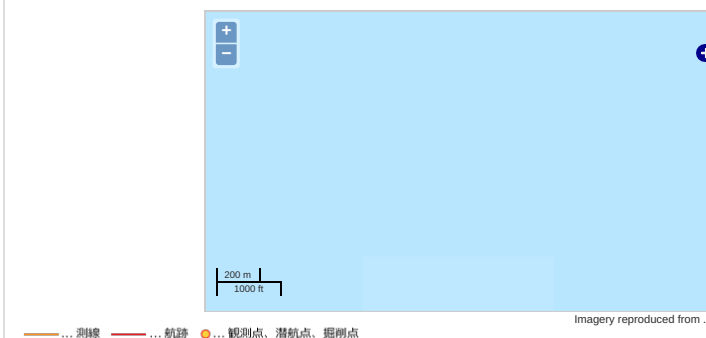 +
−
200 m
1000 ft
Imagery reproduced from .
... 測線 ... 航跡 ... 観測点、潜航点、掘削点